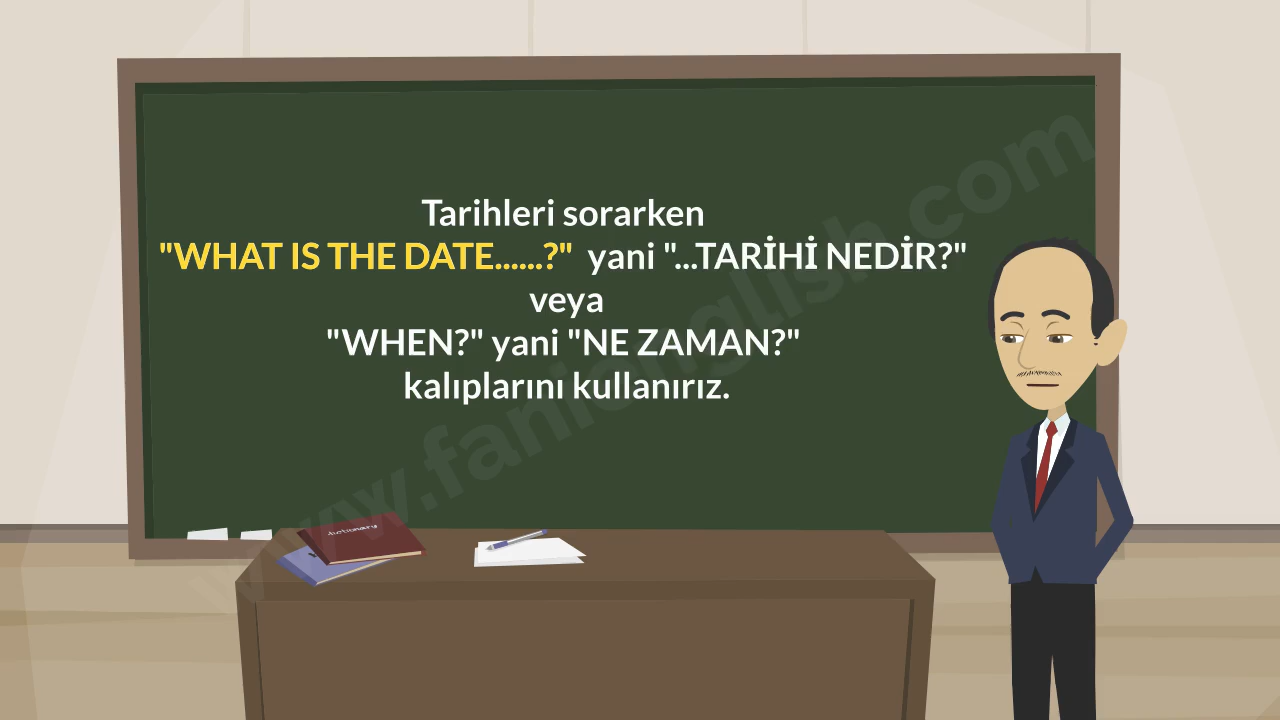 Tarihleri sorarken
"WHAT IS THE DATE......?" yani "...TARİHİ NEDİR?"
veya
"WHEN?" yani "NE ZAMAN?"
kalıplarını kullanırız.
www.fanienglish.com
dictionary